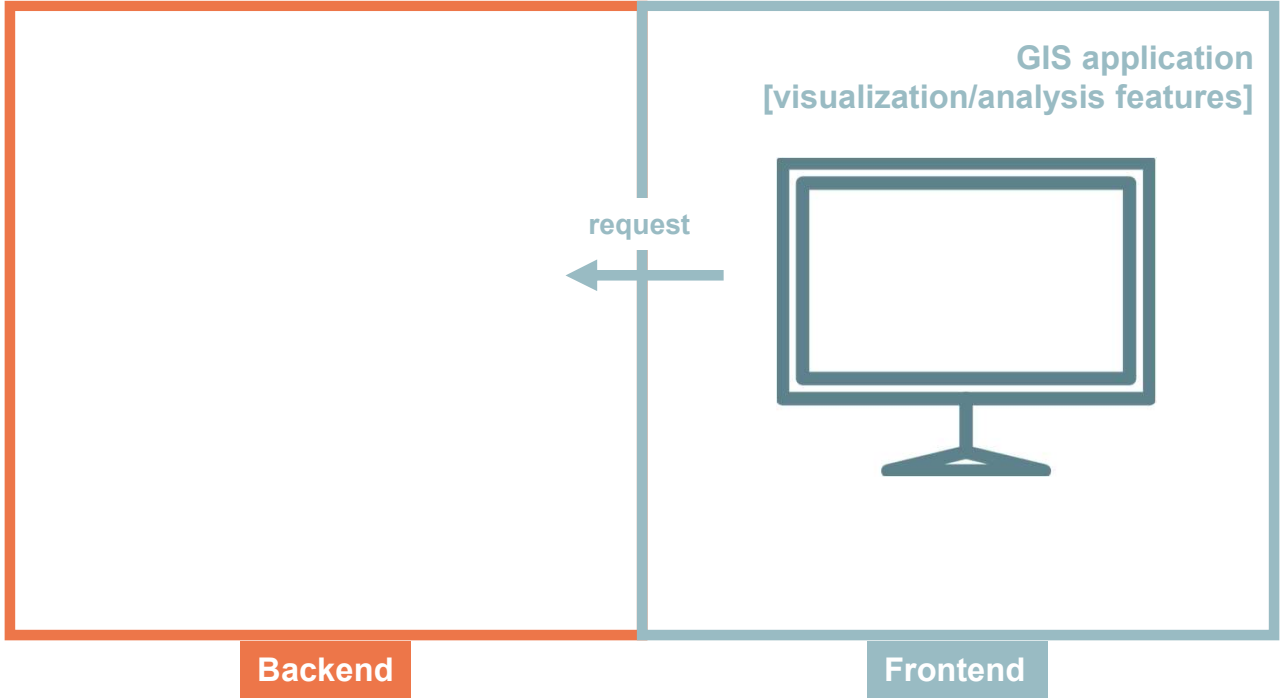 GIS application
[visualization/analysis features]
request
Backend
Frontend